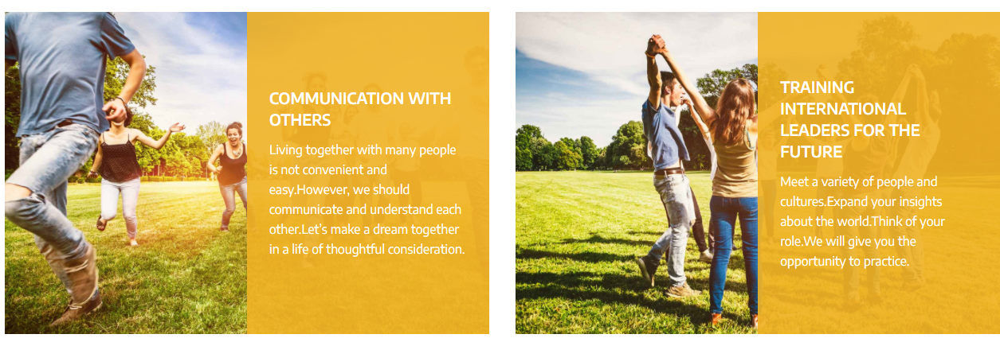 COMMUNICATION WITH
OTHERS
Living together with many people
is not convenient and
easy.However, we should
communicate and understand each
other.Let's make a dream together
in a life of thoughtful consideration.
TRAINING
INTERNATIONAL
LEADERS FOR THE
FUTURE
Meet a variety of people and
cultures.Expand your insights
about the world.Think of your
role.We will give you the
opportunity to practice.